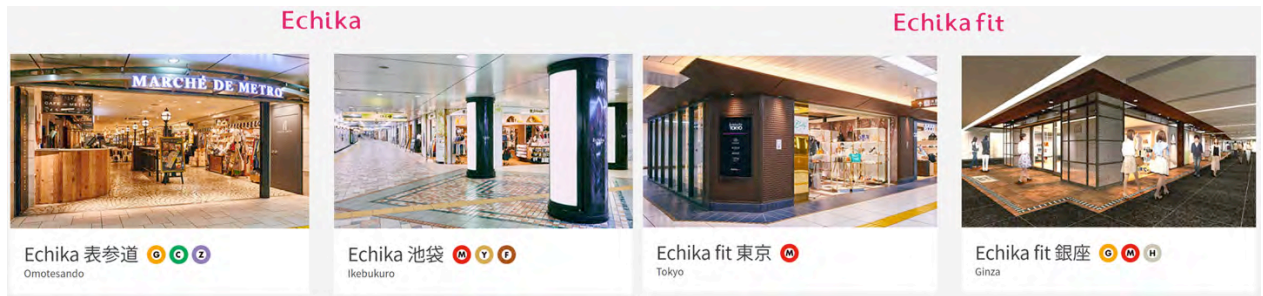 Echika
Echika fit
MARCHÉ DE METRO
Echika 表参道 G C Z
Omotesando
Echika 池袋 M Y F
Ikebukuro
Echika fit 東京 M
Tokyo
Echika fit 銀座 G M H
Ginza